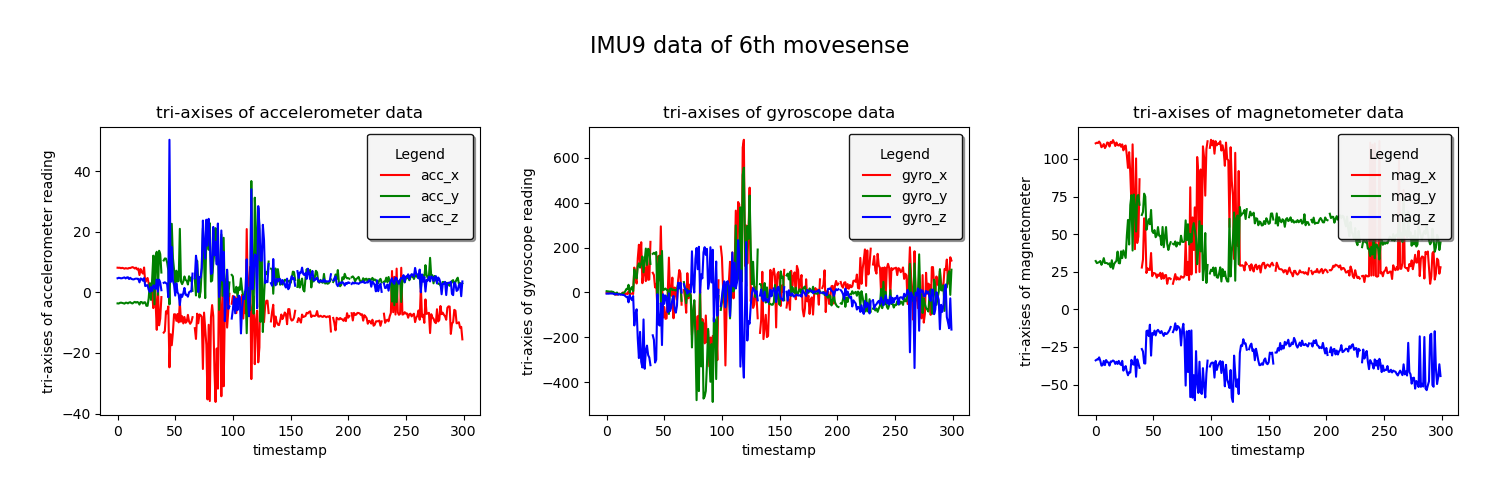 IMU9 data of 6th movesense
tri-axises of accelerometer data
tri-axises of accelerometer reading
40
20
0
−20
−40
0 50 100 150 200 250 300
timestamp
Legend
acc_x
acc_y
acc_z
tri-axises of gyroscope data
tri-axies of gyroscope reading
600
400
200
0
−200
−400
0 50 100 150 200 250 300
timestamp
Legend
gyro_x
gyro_y
gyro_z
tri-axises of magnetometer data
tri-axises of magnetometer
100
75
50
25
0
−25
−50
0 50 100 150 200 250 300
timestamp
Legend
mag_x
mag_y
mag_z